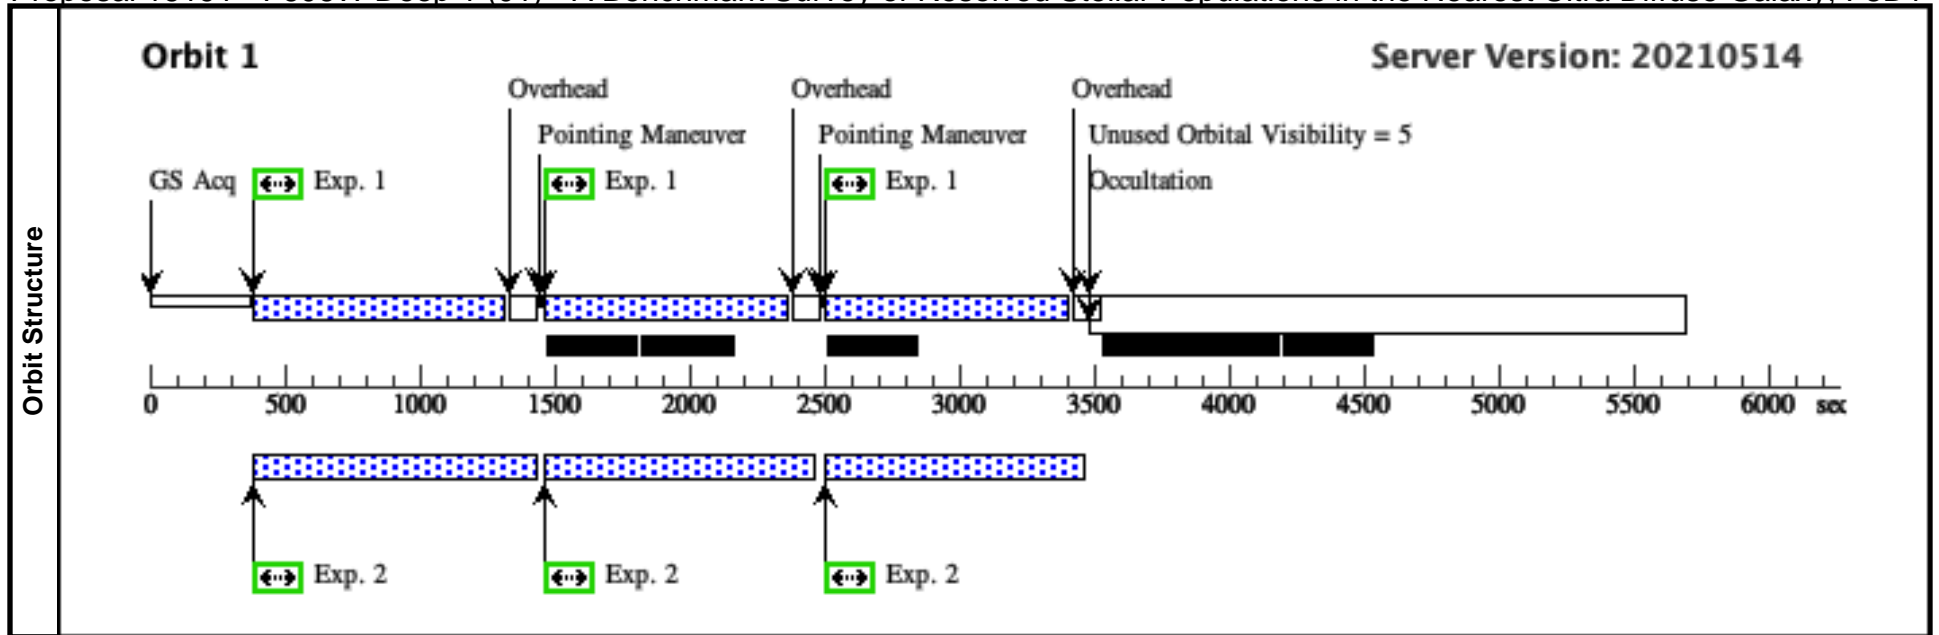 Orbit 1
Server Version: 20210514
Overhead Overhead Overhead
Pointing Maneuver Pointing Maneuver Unused Orbital Visibility = 5
GS Acq Exp. 1 Exp. 1 Exp. 1 Occultation
Orbit Structure
0 500 1000 1500 2000 2500 3000 3500 4000 4500 5000 5500 6000 sec
Exp. 2 Exp. 2 Exp. 2